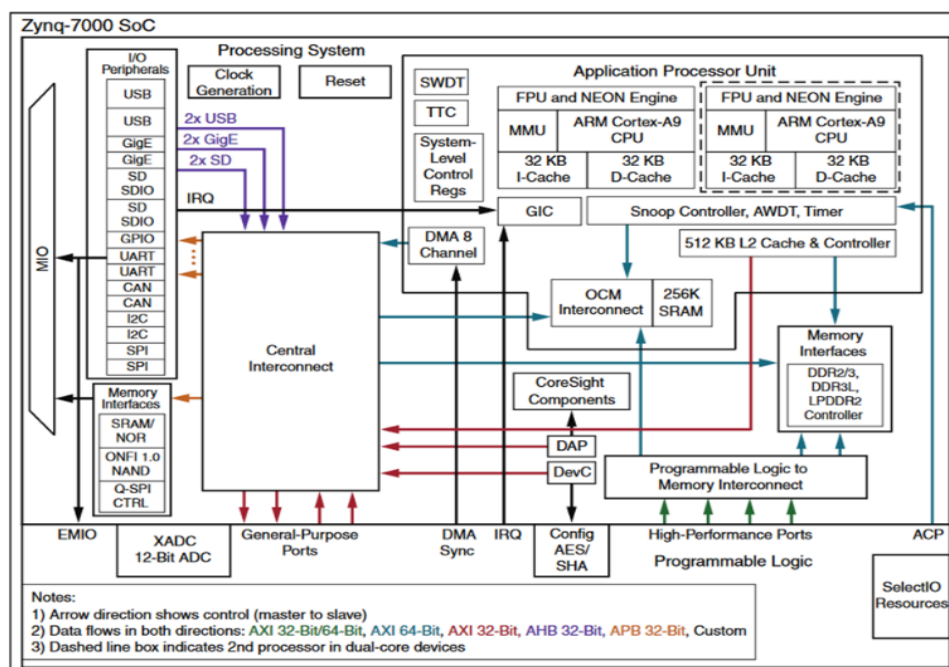 Zynq-7000 SoC
I/O
Peripherals
USB
USB
GigE
GigE
SD
SDIO
SD
SDIO
GPIO
UART
UART
CAN
CAN
I2C
I2C
SPI
SPI
MIO
Memory
Interfaces
SRAM/
NOR
ONFI 1.0
NAND
Q-SPI
CTRL
Processing System
Clock
Generation
Reset
2x USB
2x GigE
2x SD
IRQ
Central
Interconnect
SWDT
TTC
System-
Level
Control
Regs
Application Processor Unit
FPU and NEON Engine
MMU
ARM Cortex-A9
CPU
32 KB
I-Cache
32 KB
D-Cache
FPU and NEON Engine
MMU
ARM Cortex-A9
CPU
32 KB
I-Cache
32 KB
D-Cache
GIC
Snoop Controller, AWDT, Timer
DMA 8
Channel
512 KB L2 Cache & Controller
OCM
Interconnect
256K
SRAM
Memory
Interfaces
DDR2/3,
DDR3L,
LPDDR2
Controller
CoreSight
Components
DAP
DevC
Programmable Logic to
Memory Interconnect
EMIO
XADC
12-Bit ADC
General-Purpose
Ports
DMA
Sync
IRQ
Config
AES/
SHA
High-Performance Ports
ACP
Programmable Logic
SelectIO
Resources
Notes:
1) Arrow direction shows control (master to slave)
2) Data flows in both directions: AXI 32-Bit/64-Bit, AXI 64-Bit, AXI 32-Bit, AHB 32-Bit, APB 32-Bit, Custom
3) Dashed line box indicates 2nd processor in dual-core devices